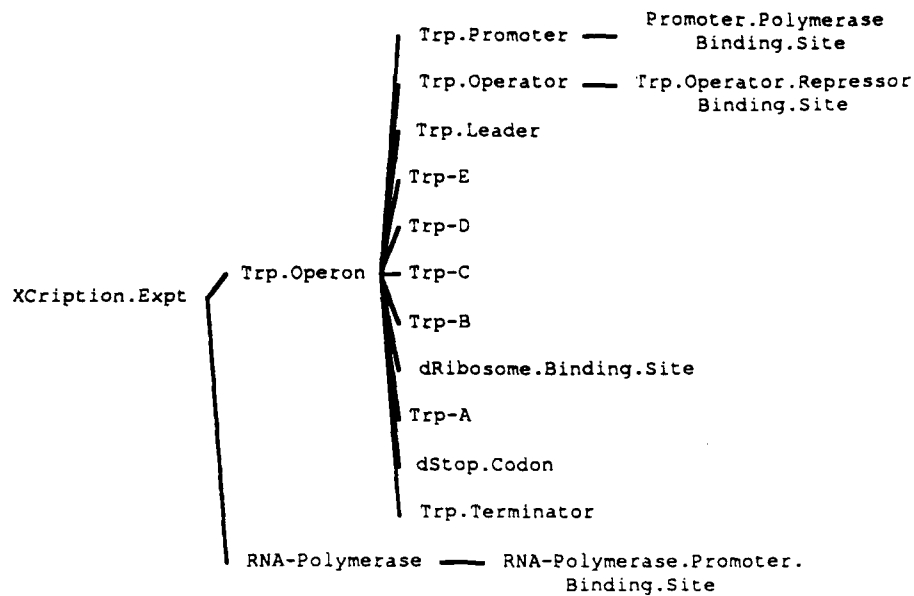 Trp.Promoter
Promoter.Polymerase
Binding.Site
Trp.Operator
Trp.Operator.Repressor
Binding.Site
Trp.Leader
Trp-E
Trp-D
Trp.Operon
Trp-C
XCription.Expt
Trp-B
dRibosome.Binding.Site
Trp-A
dStop.Codon
Trp.Terminator
RNA-Polymerase
RNA-Polymerase.Promoter.
Binding.Site